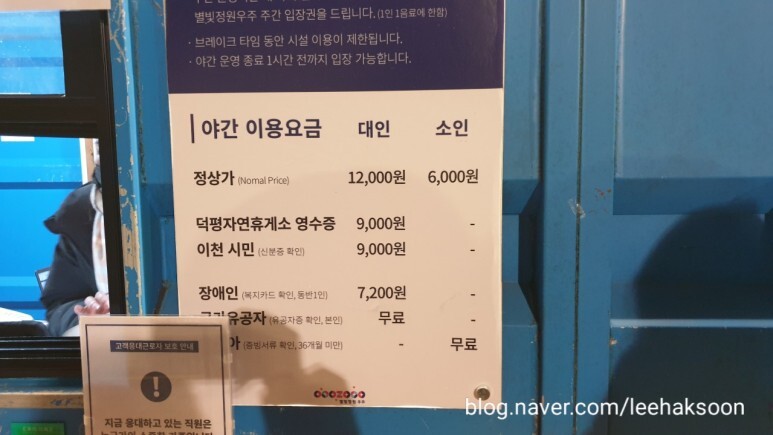 별빛정원우주 주간 입장권을 드립니다. (1인 1음료에 한함)
· 브레이크 타임 동안 시설 이용이 제한됩니다.
· 야간 운영 종료 1시간 전까지 입장 가능합니다.
야간 이용요금 대인 소인
정상가 (Nomal Price) 12,000원 6,000원
덕평자연휴게소 영수증 9,000원 -
이천 시민 (신분증 확인) 9,000원 -
장애인 (복지카드 확인, 동반1인) 7,200원 -
유공자 (유공자증 확인, 본인) 무료 -
아 (증빙서류 확인, 36개월 미만) - 무료
고객응대근로자 보호 안내
지금 응대하고 있는 직원은
blog.naver.com/leehaksoon